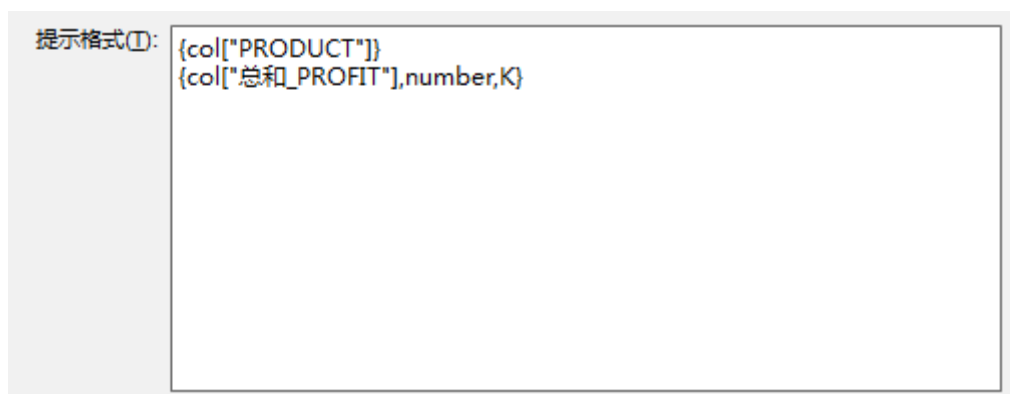 提示格式(T):
{col["PRODUCT"]}
{col["总和_PROFIT"],number,K}